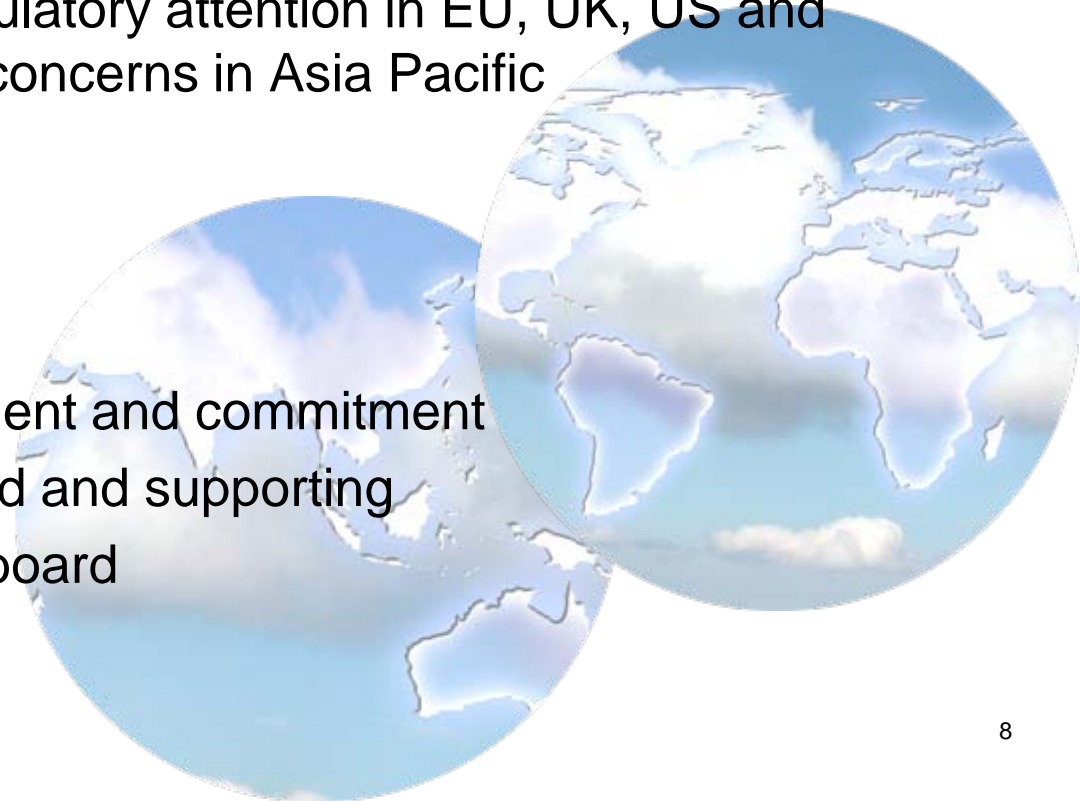 ulatory attention in EU, UK, US and
concerns in Asia Pacific
ent and commitment
d and supporting
board
8